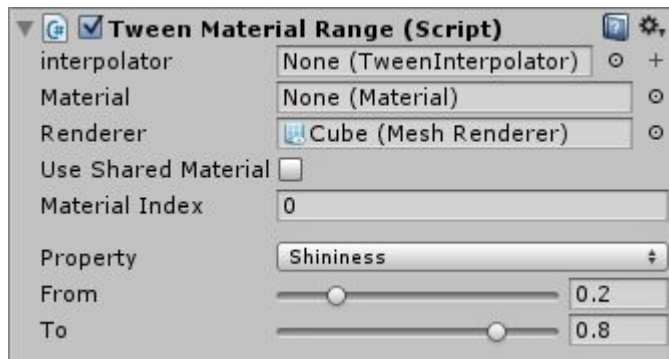 Tween Material Range (Script)
interpolator None (TweenInterpolator)
Material None (Material)
Renderer Cube (Mesh Renderer)
Use Shared Material
Material Index 0
Property Shininess
From 0.2
To 0.8